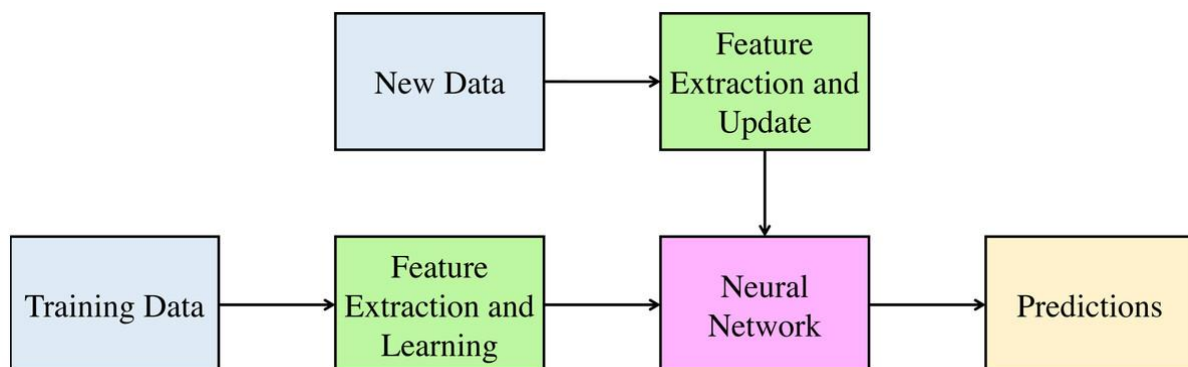 New Data
Feature
Extraction and
Update
Training Data
Feature
Extraction and
Learning
Neural
Network
Predictions